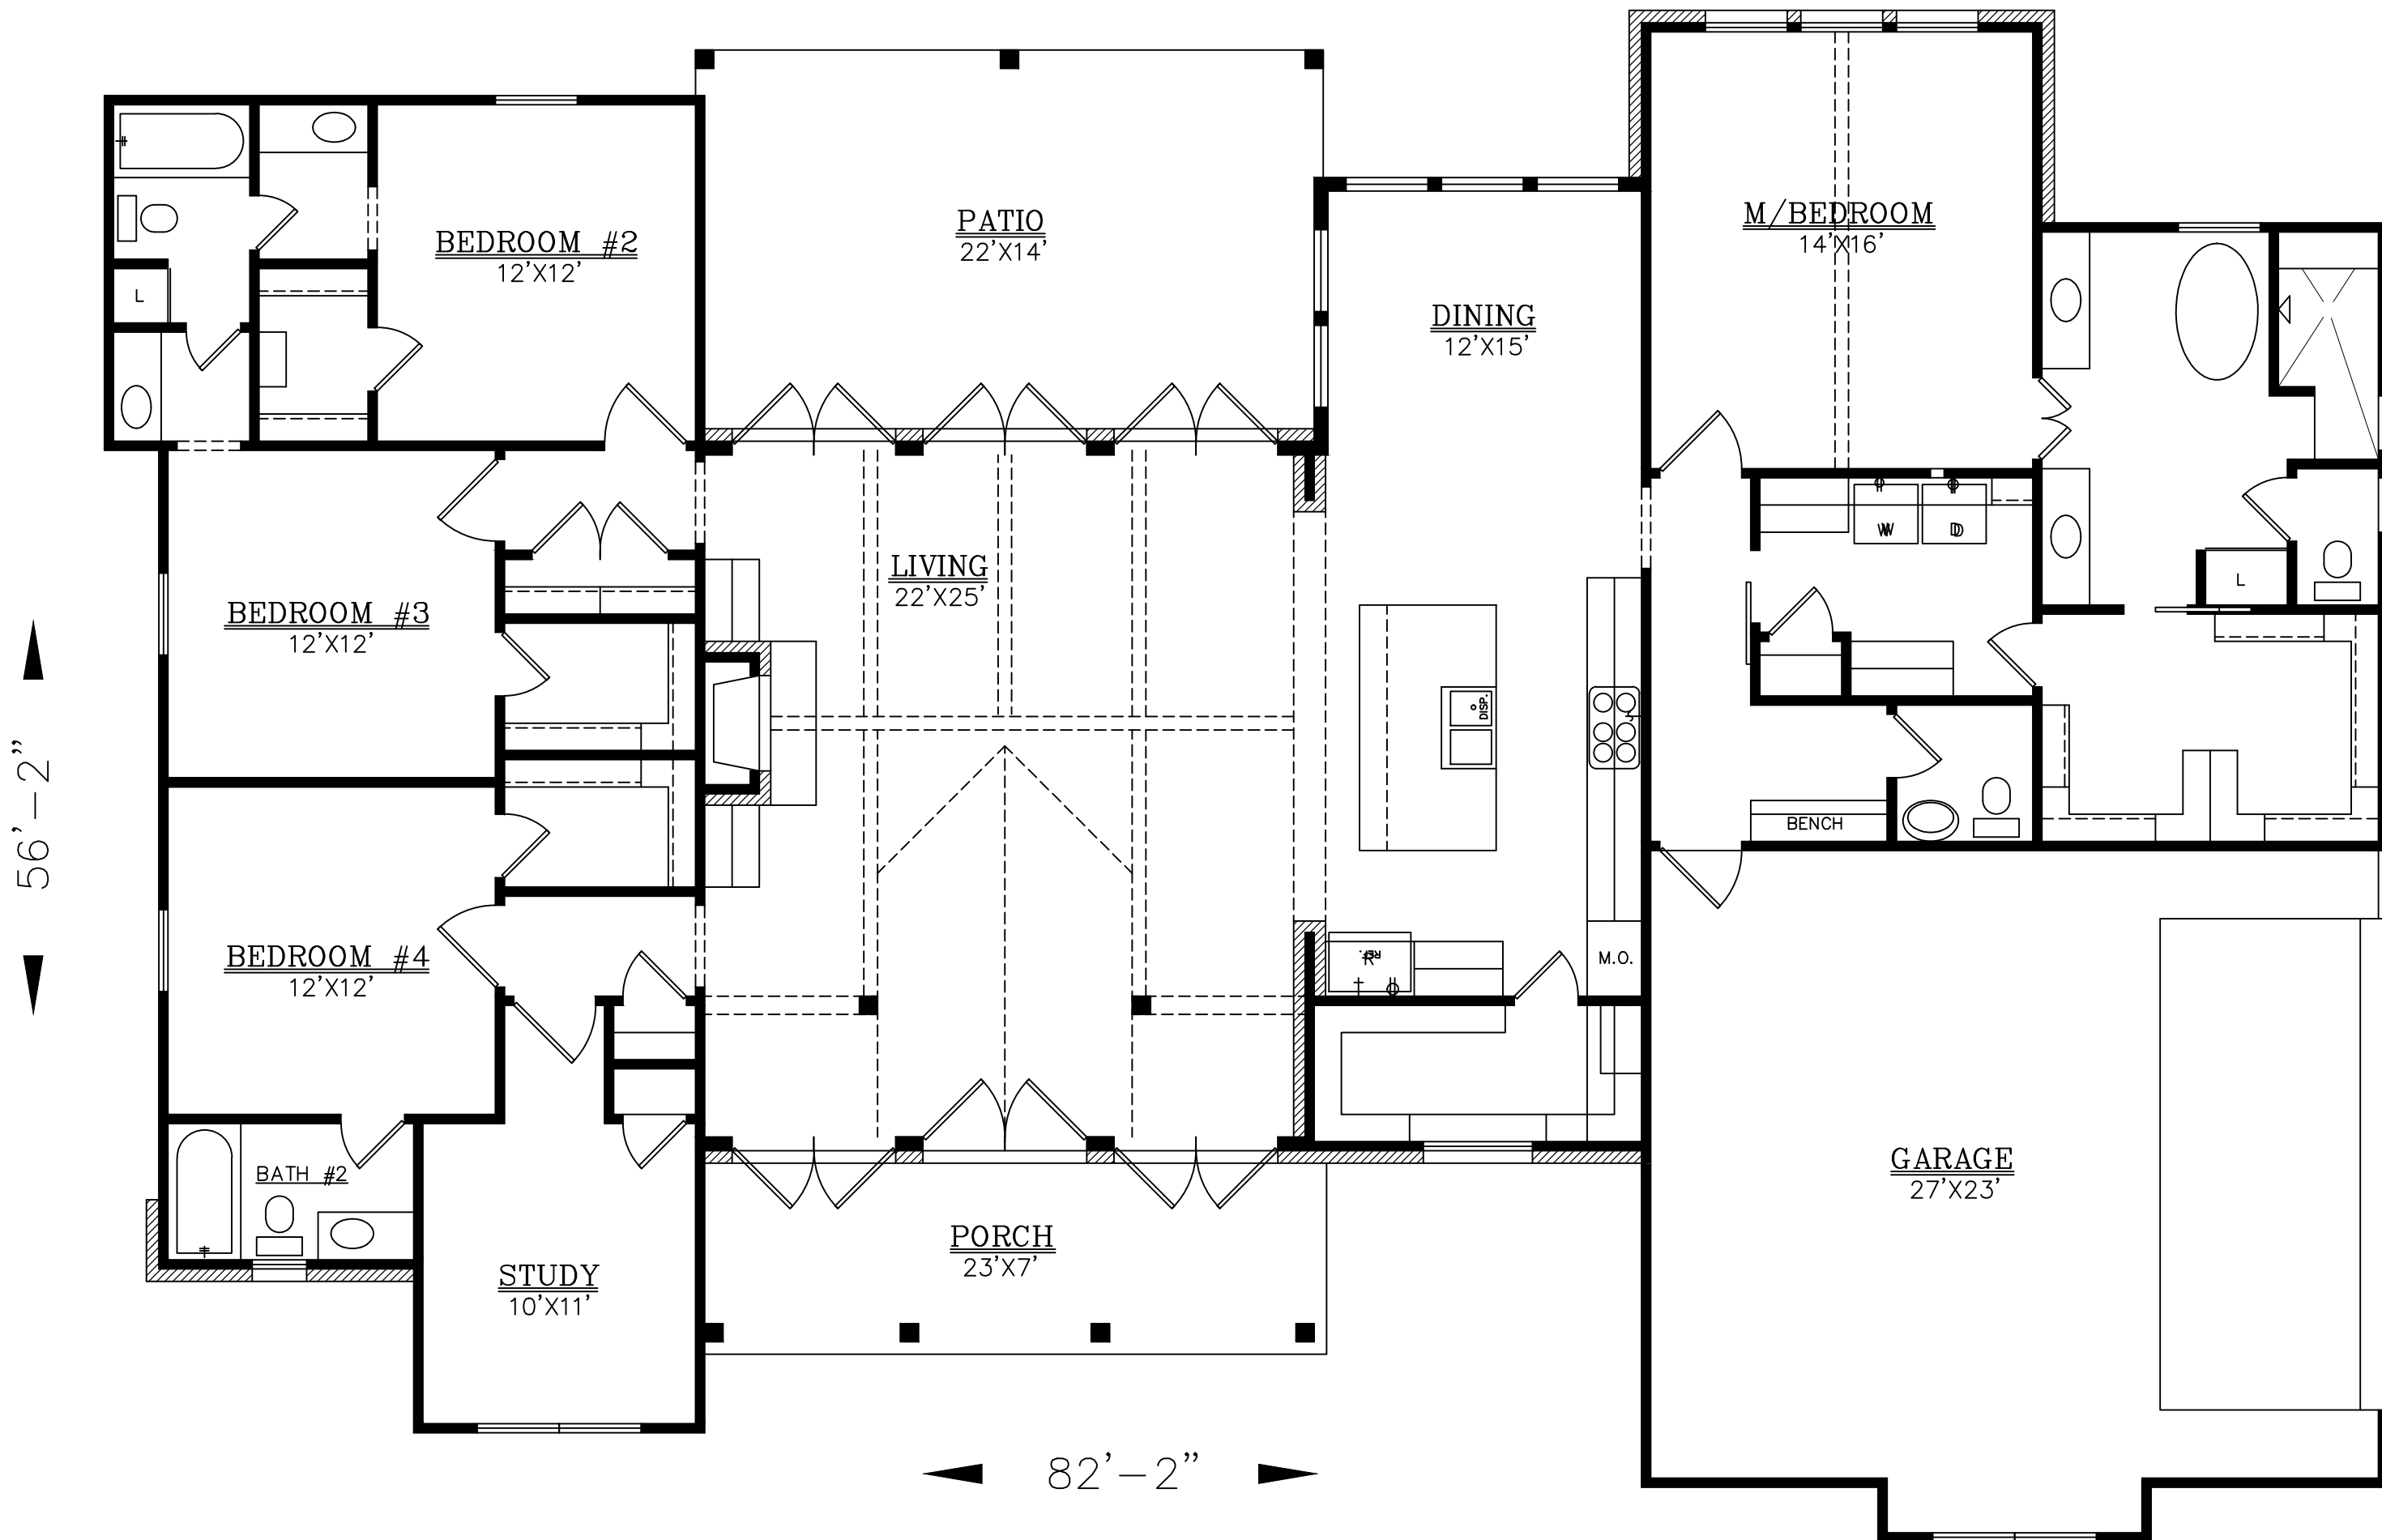 PATIO
22'X14'
M/BEDROOM
14'X16'
BEDROOM #2
12'X12'
L
DINING
12'X15'
W
D
LIVING
22'X25'
L
BEDROOM #3
12'X12'
DISP.
56'-2"
BENCH
BEDROOM #4
12'X12'
REF.
R
M.O.
BATH #2
GARAGE
27'X23'
PORCH
23'X7'
STUDY
10'X11'
82'-2"